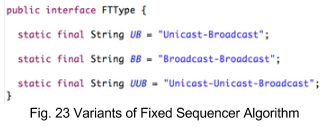 public interface FTType {
static final String UB = "Unicast-Broadcast";
static final String BB = "Broadcast-Broadcast";
static final String UUB = "Unicast-Unicast-Broadcast";
}
Fig. 23 Variants of Fixed Sequencer Algorithm